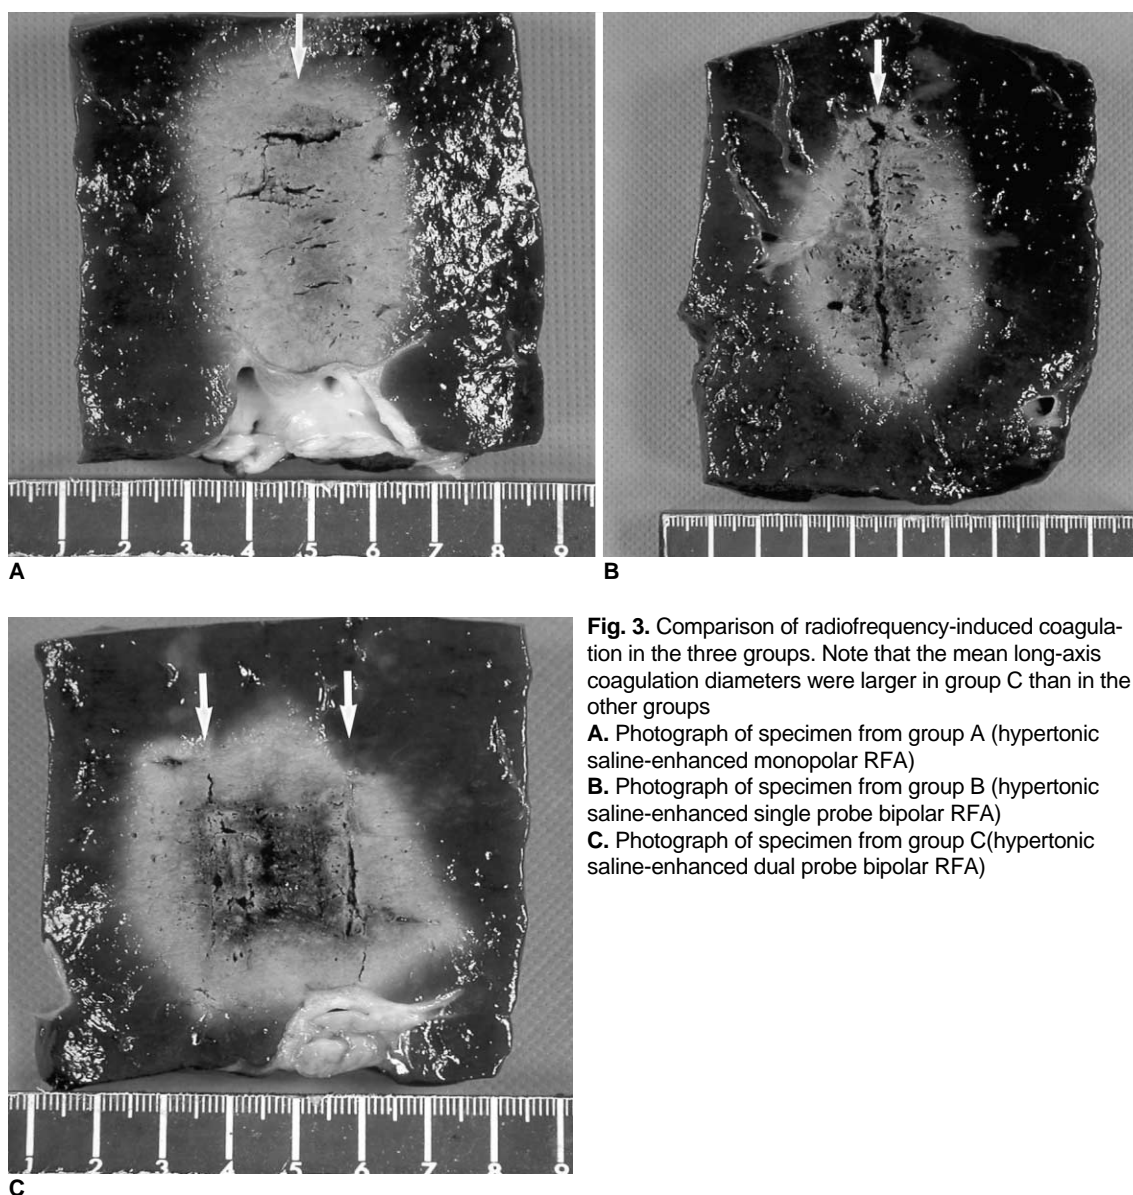 1 2 3 4 5 6 7 8 9
A
B
Fig. 3. Comparison of radiofrequency-induced coagula-
tion in the three groups. Note that the mean long-axis
coagulation diameters were larger in group C than in the
other groups
A. Photograph of specimen from group A (hypertonic
saline-enhanced monopolar RFA)
B. Photograph of specimen from group B (hypertonic
saline-enhanced single probe bipolar RFA)
C. Photograph of specimen from group C(hypertonic
saline-enhanced dual probe bipolar RFA)
1 2 3 4 5 6 7 8 9
C